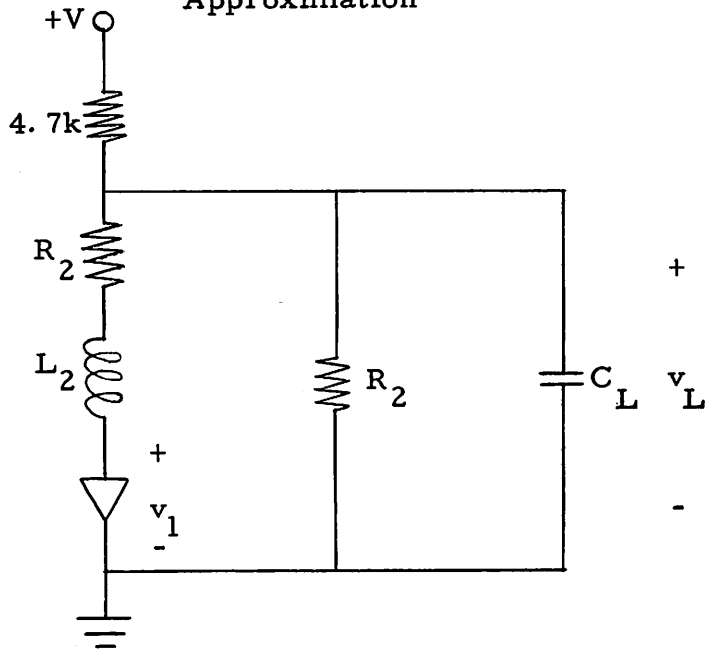 Approximation
+V
4. 7k
R2
L2
+
v1
-
R2
CL
+
vL
-